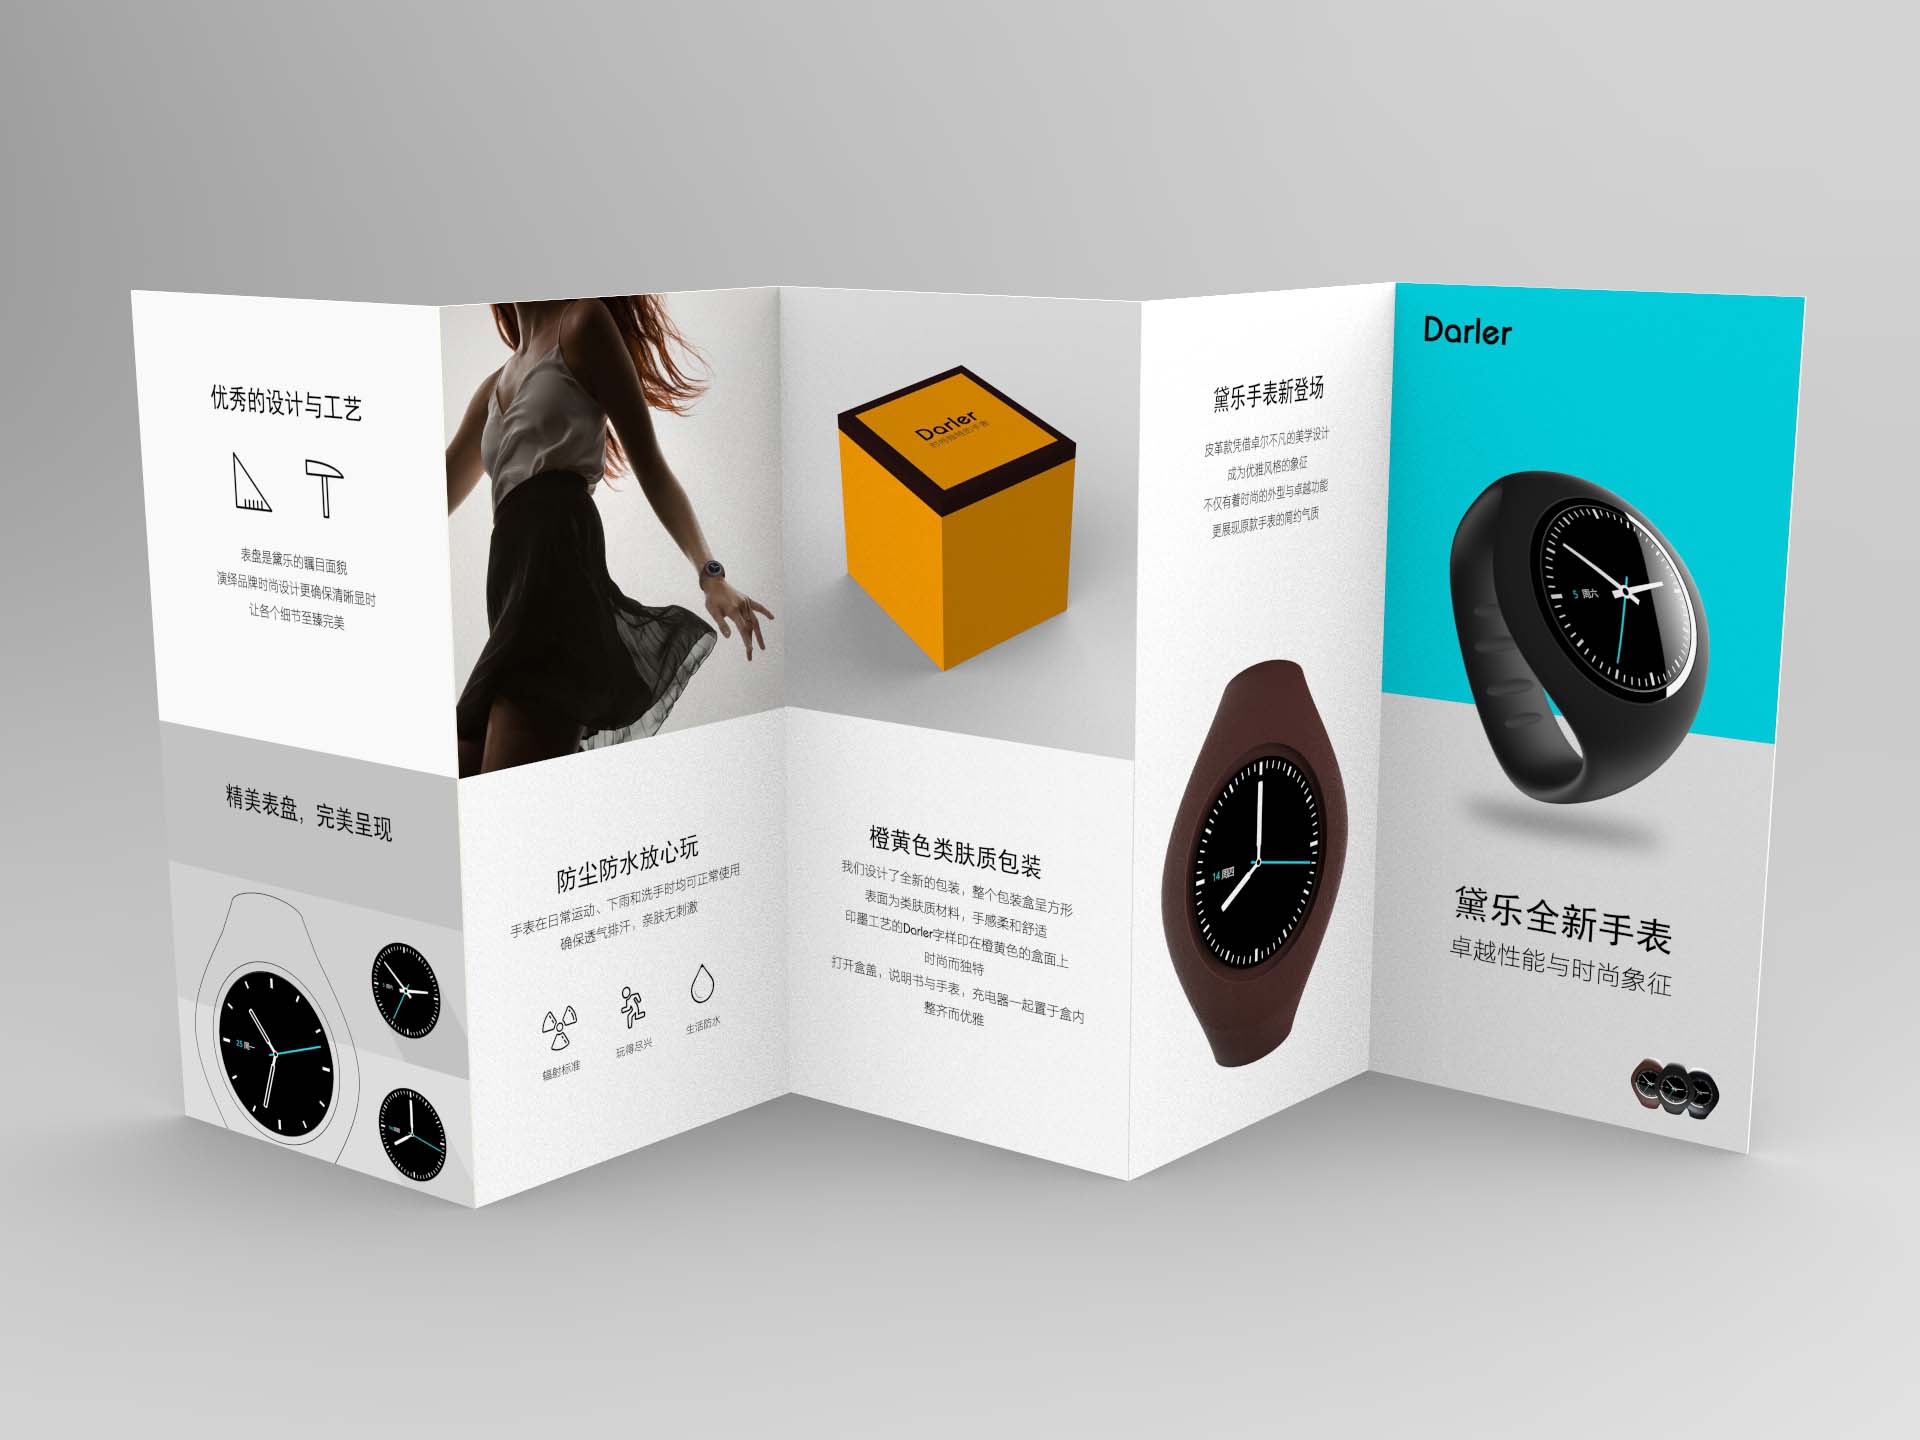 优秀的设计与工艺
表盘是黛乐的瞩目面貌
演绎品牌时尚设计更确保清晰显时
让各个细节至臻完美
精美表盘，完美呈现
25 周一
防尘防水放心玩
手表在日常运动、下雨和洗手时均可正常使用
确保透气排汗，亲肤无刺激
辐射标准
玩得尽兴
生活防水
Darler
时尚独特的手表
橙黄色类肤质包装
我们设计了全新的包装，整个包装盒呈方形
表面为类肤质材料，手感柔和舒适
印墨工艺的Darler字样印在橙黄色的盒面上
时尚而独特
打开盒盖，说明书与手表，充电器一起置于盒内
整齐而优雅
黛乐手表新登场
皮革款凭借卓尔不凡的美学设计
成为优雅风格的象征
不仅有着时尚的外型与卓越功能
更展现原款手表的简约气质
14 周四
Darler
5 周六
黛乐全新手表
卓越性能与时尚象征